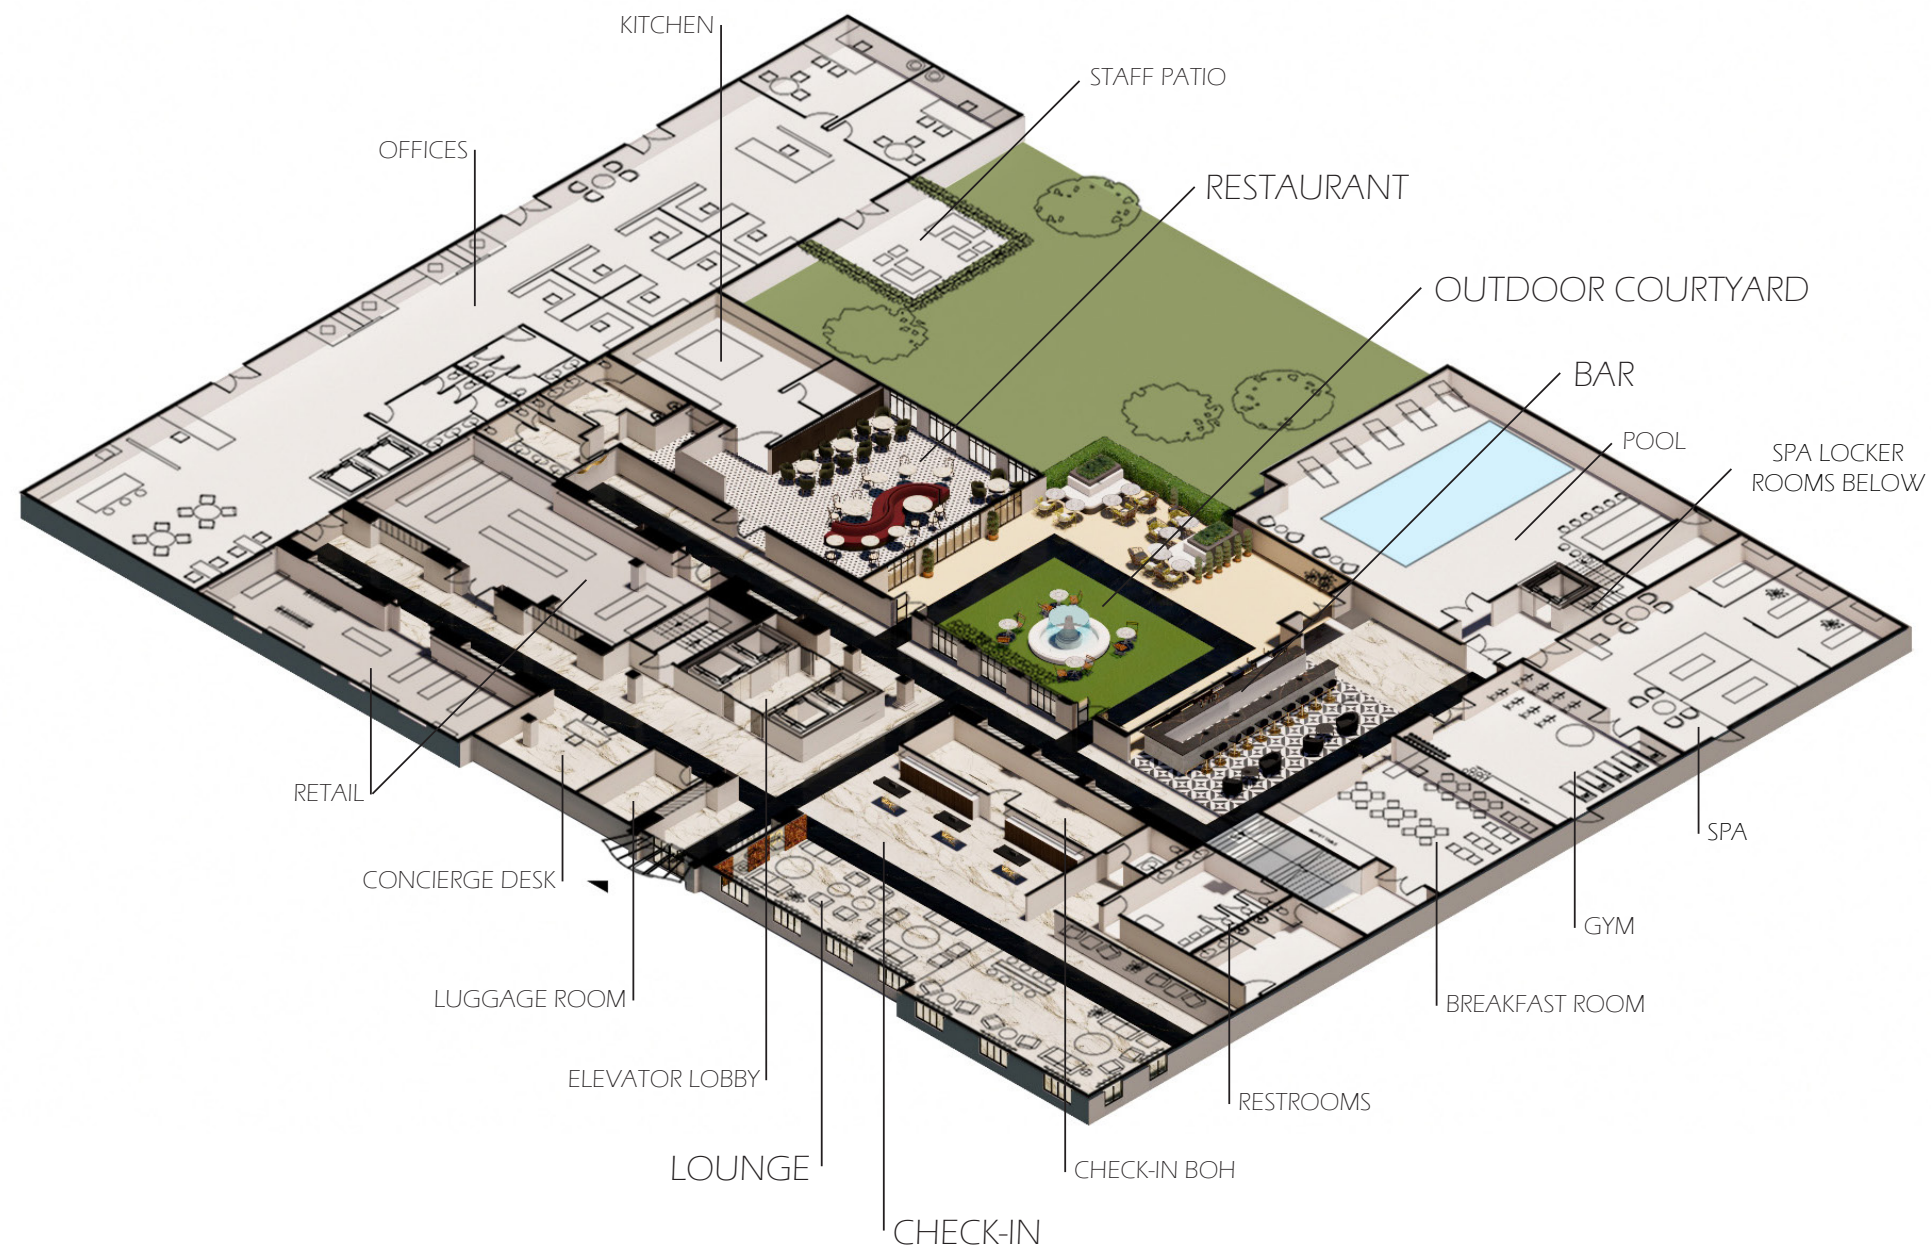 KITCHEN
STAFF PATIO
OFFICES
RESTAURANT
OUTDOOR COURTYARD
BAR
POOL
SPA LOCKER
ROOMS BELOW
RETAIL
SPA
CONCIERGE DESK
GYM
LUGGAGE ROOM
BREAKFAST ROOM
ELEVATOR LOBBY
RESTROOMS
LOUNGE
CHECK-IN BOH
CHECK-IN